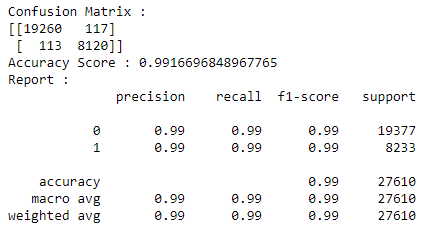 Confusion Matrix :
[[19260   117]
 [  113  8120]]
Accuracy Score : 0.9916696848967765
Report :
              precision    recall  f1-score   support
           0       0.99      0.99      0.99     19377
           1       0.99      0.99      0.99      8233
    accuracy                           0.99     27610
   macro avg       0.99      0.99      0.99     27610
weighted avg       0.99      0.99      0.99     27610